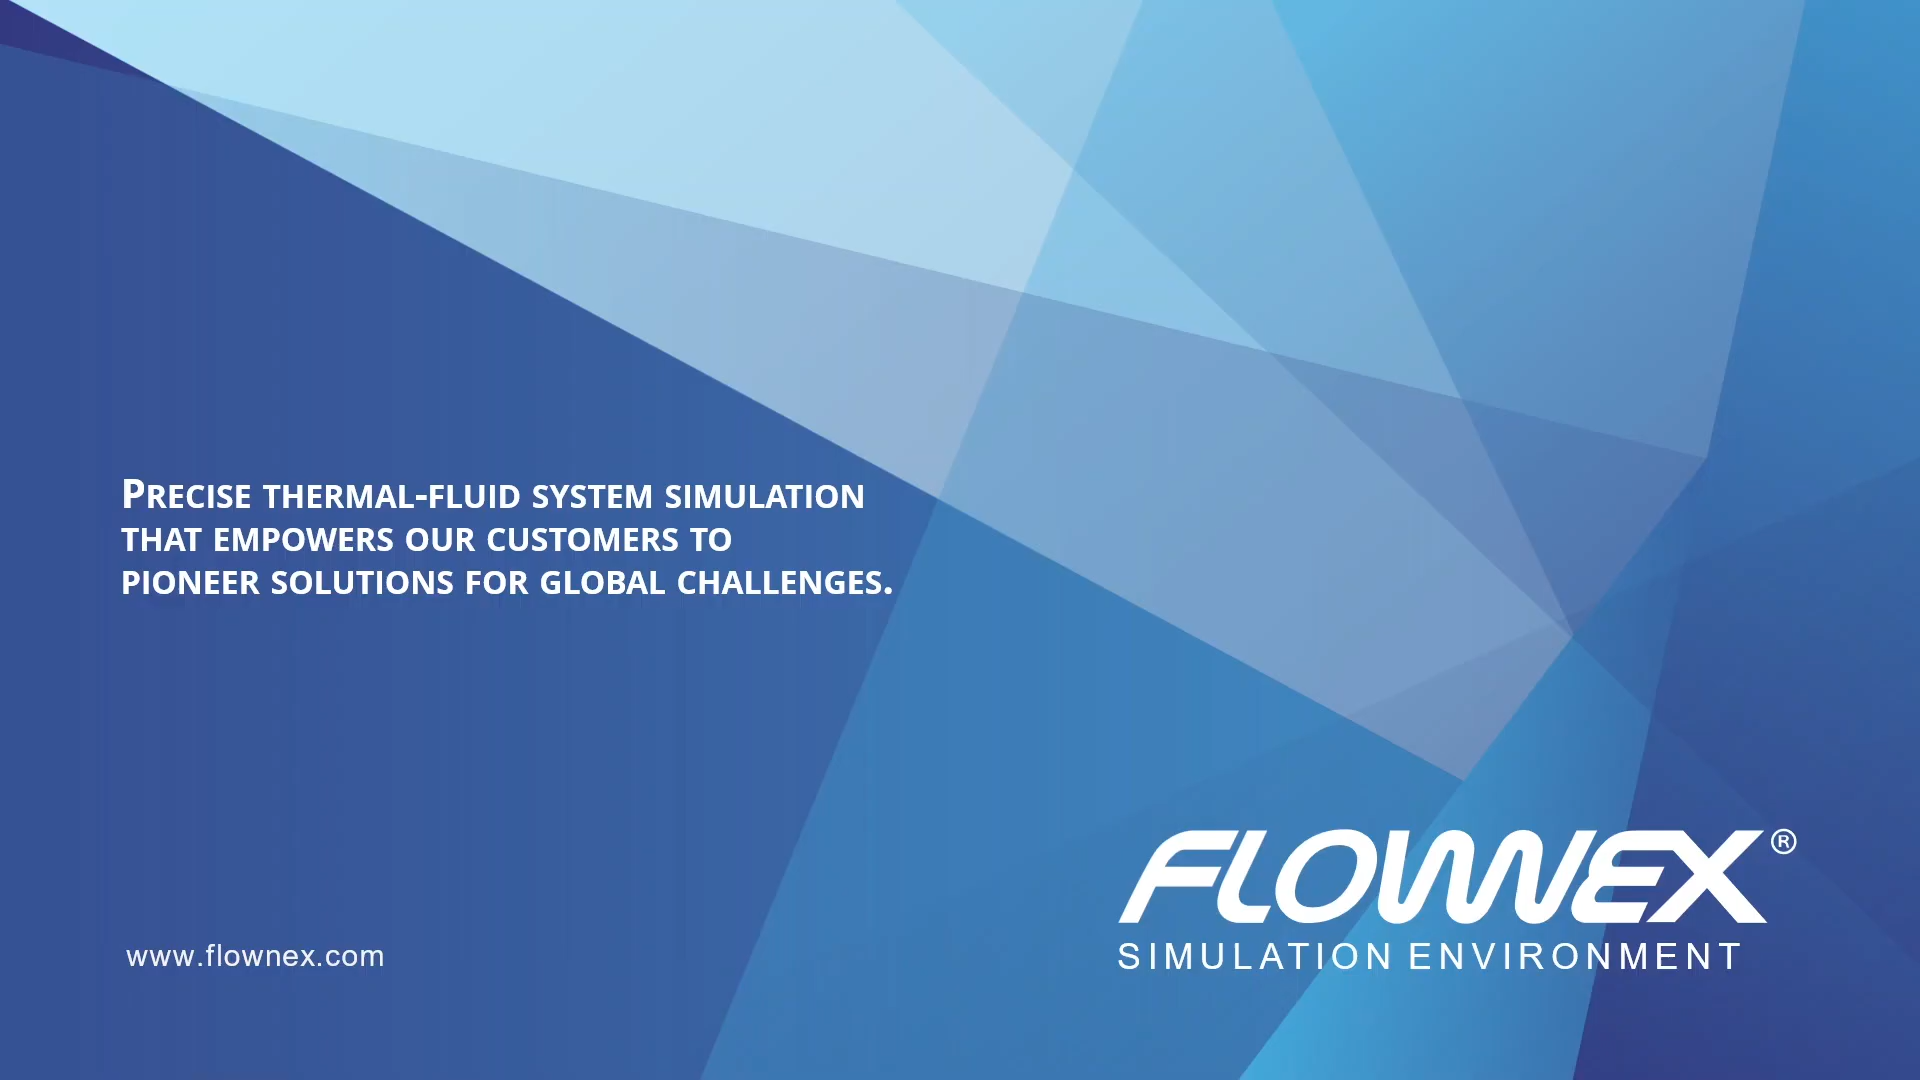 Precise thermal-fluid system simulation
that empowers our customers to
pioneer solutions for global challenges.
FLOWNEX®
SIMULATION ENVIRONMENT
www.flownex.com